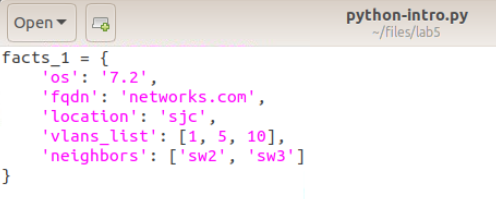 Open
python-intro.py
~/files/lab5
facts_1 = {
    'os': '7.2',
    'fqdn': 'networks.com',
    'location': 'sjc',
    'vlans_list': [1, 5, 10],
    'neighbors': ['sw2', 'sw3']
}